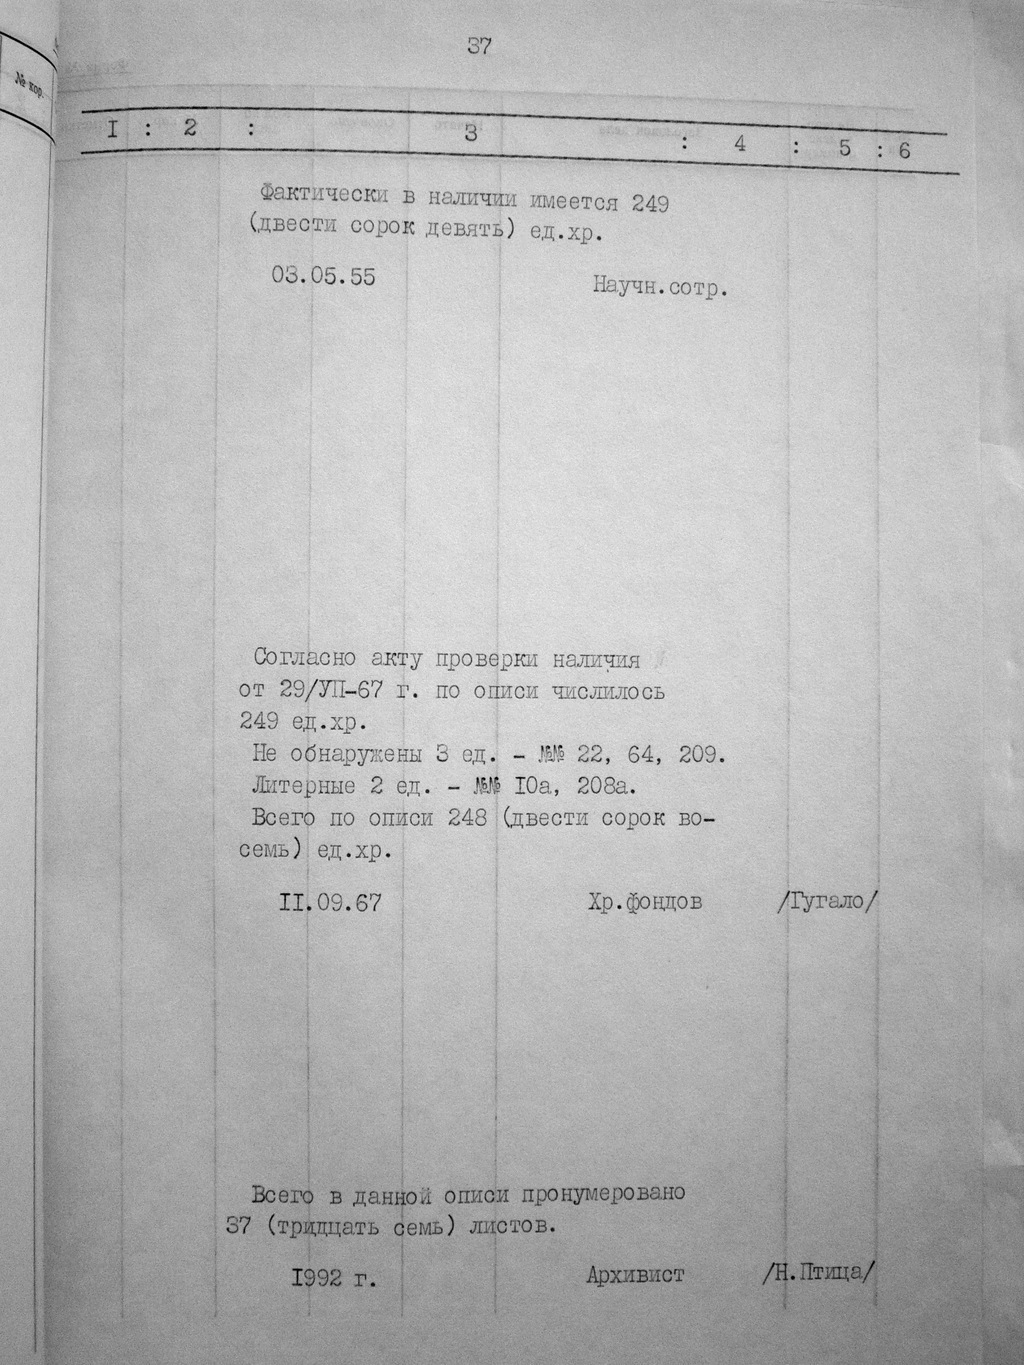 37
№ кор.
I : 2 : 3 : 4 : 5 : 6
Фактически в наличии имеется 249
(двести сорок девять) ед.хр.
03.05.55 Научн.сотр.
Согласно акту проверки наличия
от 29/УП-67 г. по описи числилось
249 ед.хр.
Не обнаружены 3 ед. - №№ 22, 64, 209.
Литерные 2 ед. - №№ I0а, 208а.
Всего по описи 248 (двести сорок во-
семь) ед.хр.
II.09.67 Хр.фондов /Гугало/
Всего в данной описи пронумеровано
37 (тридцать семь) листов.
I992 г. Архивист /Н.Птица/